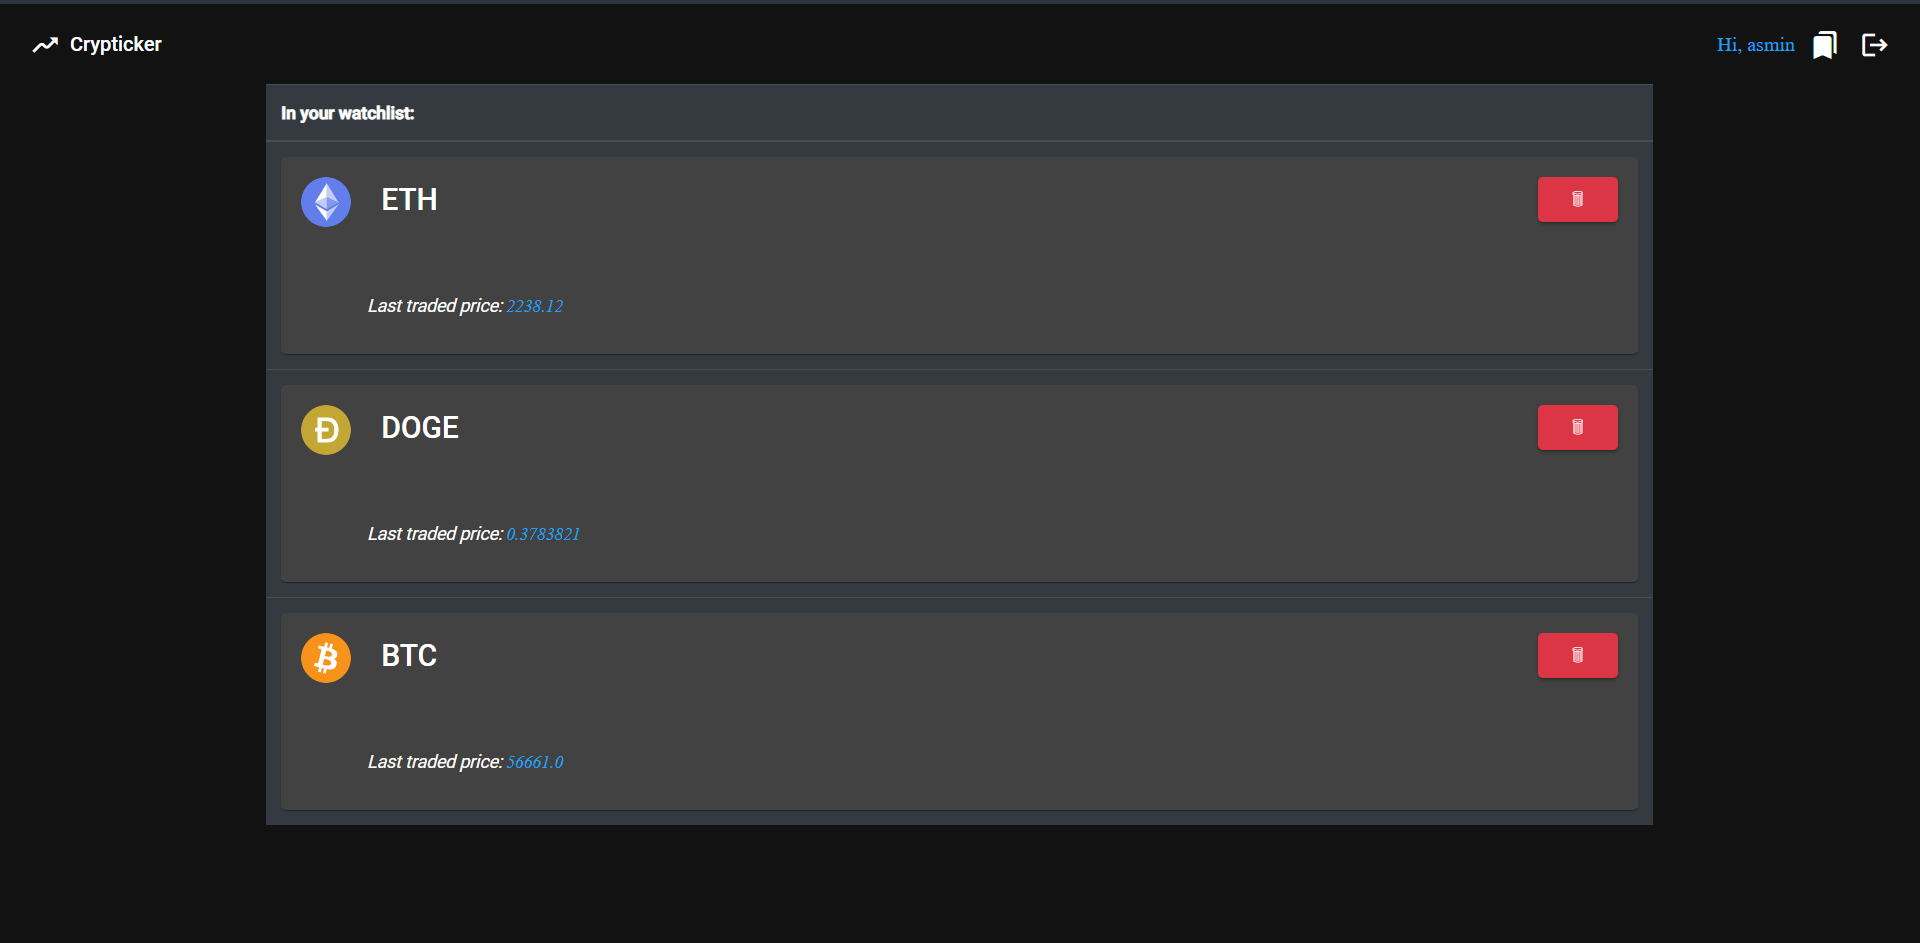 Crypticker
Hi, asmin
In your watchlist:
ETH
Last traded price: 2238.12
DOGE
Last traded price: 0.3783821
BTC
Last traded price: 56661.0